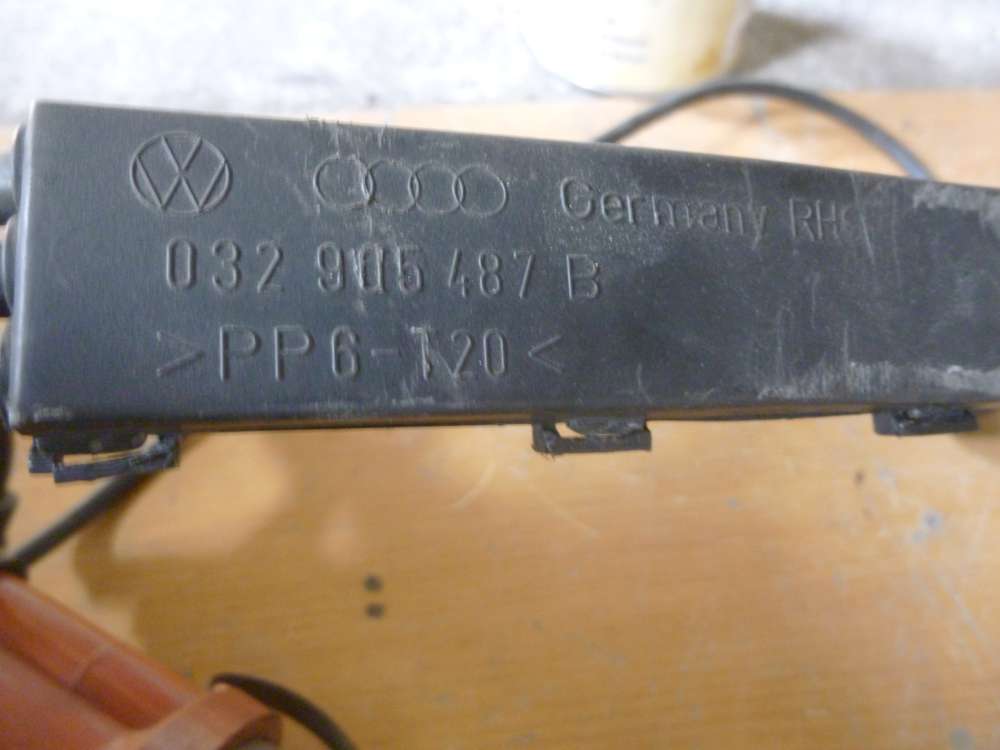 Germany RH
032 905 487 B
>PP6-T20<